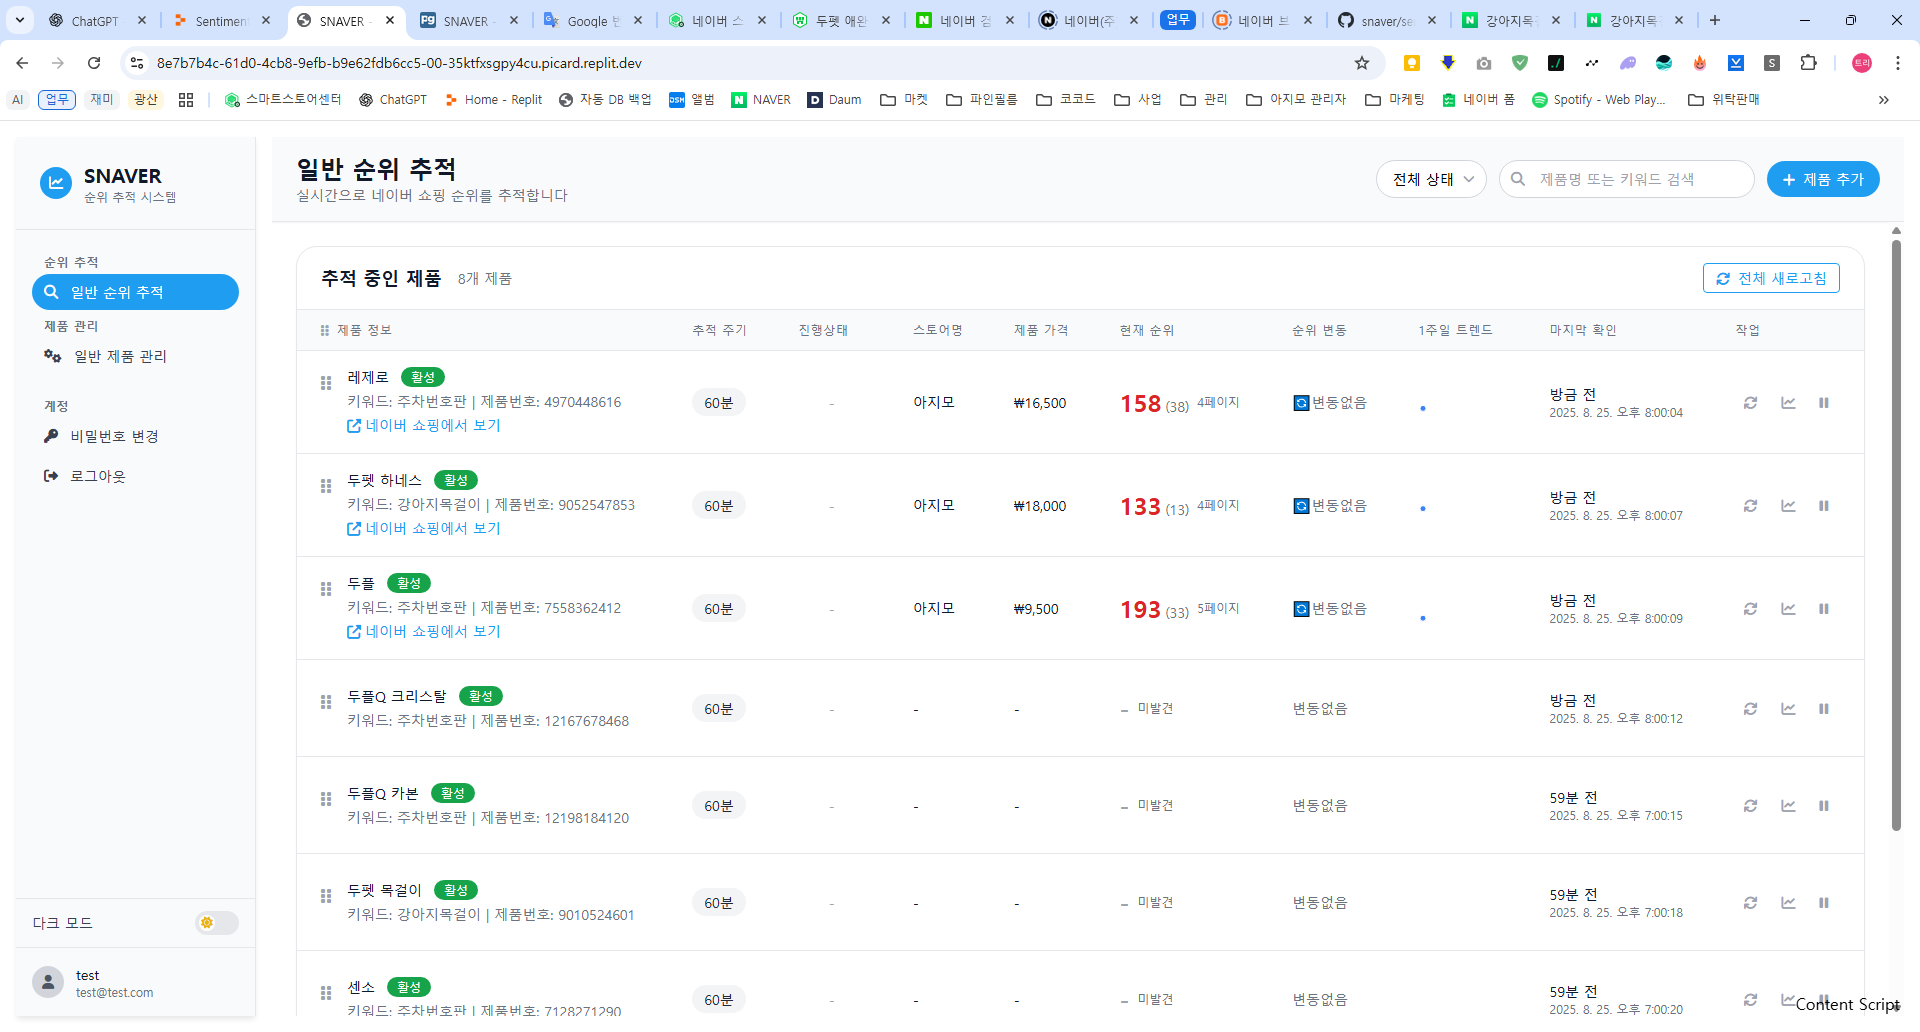 ChatGPT
Sentimen
SNAVER -
SNAVER -
Google 번
네이버 스
두펫 애완
네이버 검
네이버(주
업무
네이버 브
snaver/se
강아지목
강아지목
8e7b7b4c-61d0-4cb8-9efb-b9e62fdb6cc5-00-35ktfxsgpy4cu.picard.replit.dev
트리
AI
업무
재미
광산
스마트스토어센터
ChatGPT
Home - Replit
자동 DB 백업
앨범
NAVER
Daum
마켓
파인필름
코코드
사업
관리
아지모 관리자
마케팅
네이버 폼
Spotify - Web Play...
위탁판매
SNAVER
순위 추적 시스템
순위 추적
일반 순위 추적
제품 관리
일반 제품 관리
계정
비밀번호 변경
로그아웃
다크 모드
test
test@test.com
일반 순위 추적
실시간으로 네이버 쇼핑 순위를 추적합니다
전체 상태
제품명 또는 키워드 검색
+ 제품 추가
추적 중인 제품 8개 제품
전체 새로고침
제품 정보 추적 주기 진행상태 스토어명 제품 가격 현재 순위 순위 변동 1주일 트렌드 마지막 확인 작업
레제로 활성
키워드: 주차번호판 | 제품번호: 4970448616
네이버 쇼핑에서 보기
60분 - 아지모 ₩16,500 158 (38) 4페이지 변동없음
방금 전
2025. 8. 25. 오후 8:00:04
두펫 하네스 활성
키워드: 강아지목걸이 | 제품번호: 9052547853
네이버 쇼핑에서 보기
60분 - 아지모 ₩18,000 133 (13) 4페이지 변동없음
방금 전
2025. 8. 25. 오후 8:00:07
두플 활성
키워드: 주차번호판 | 제품번호: 7558362412
네이버 쇼핑에서 보기
60분 - 아지모 ₩9,500 193 (33) 5페이지 변동없음
방금 전
2025. 8. 25. 오후 8:00:09
두플Q 크리스탈 활성
키워드: 주차번호판 | 제품번호: 12167678468
60분 - - - – 미발견 변동없음
방금 전
2025. 8. 25. 오후 8:00:12
두플Q 카본 활성
키워드: 주차번호판 | 제품번호: 12198184120
60분 - - - – 미발견 변동없음
59분 전
2025. 8. 25. 오후 7:00:15
두펫 목걸이 활성
키워드: 강아지목걸이 | 제품번호: 9010524601
60분 - - - – 미발견 변동없음
59분 전
2025. 8. 25. 오후 7:00:18
센소 활성
키워드: 주차번호판 | 제품번호: 7128271290
60분 - - - – 미발견 변동없음
59분 전
2025. 8. 25. 오후 7:00:20
Content Script